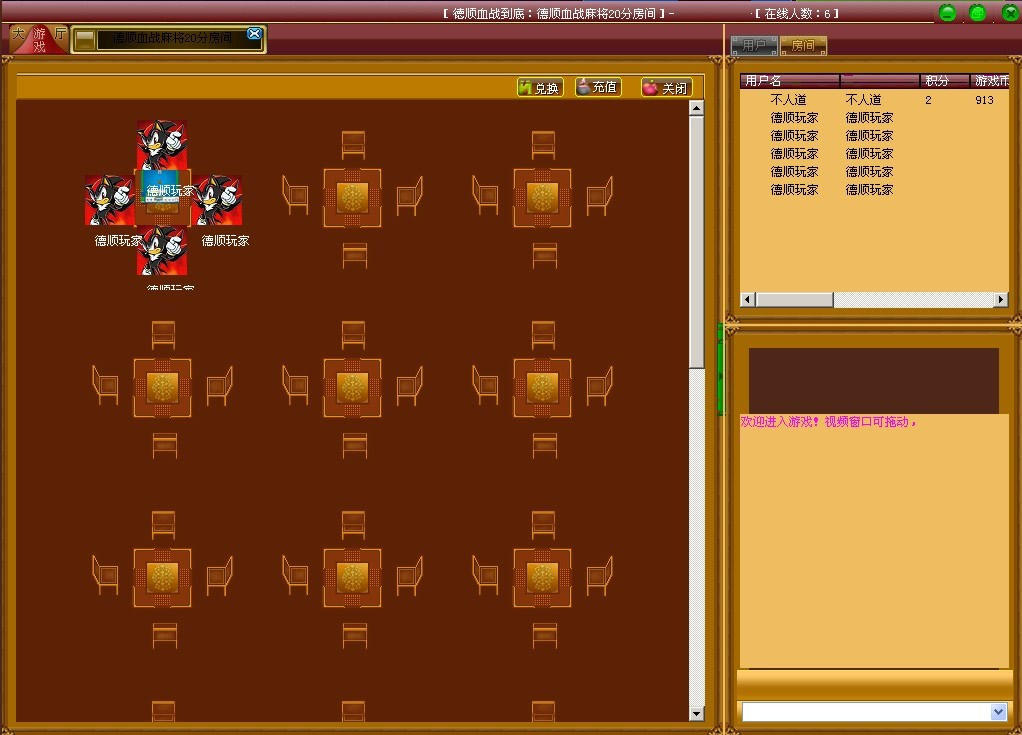 [ 德顺血战到底：德顺血战麻将20分房间 ] -
·[ 在线人数：6 ]
大 游戏 厅
德顺血战麻将20分房间
用户
房间
兑换
充值
关闭
用户名
积分
游戏币
不人道 不人道 2 913
德顺玩家 德顺玩家
德顺玩家 德顺玩家
德顺玩家 德顺玩家
德顺玩家 德顺玩家
德顺玩家 德顺玩家
德顺玩家
德顺玩家
德顺玩家
德顺玩家
欢迎进入游戏！视频窗口可拖动，